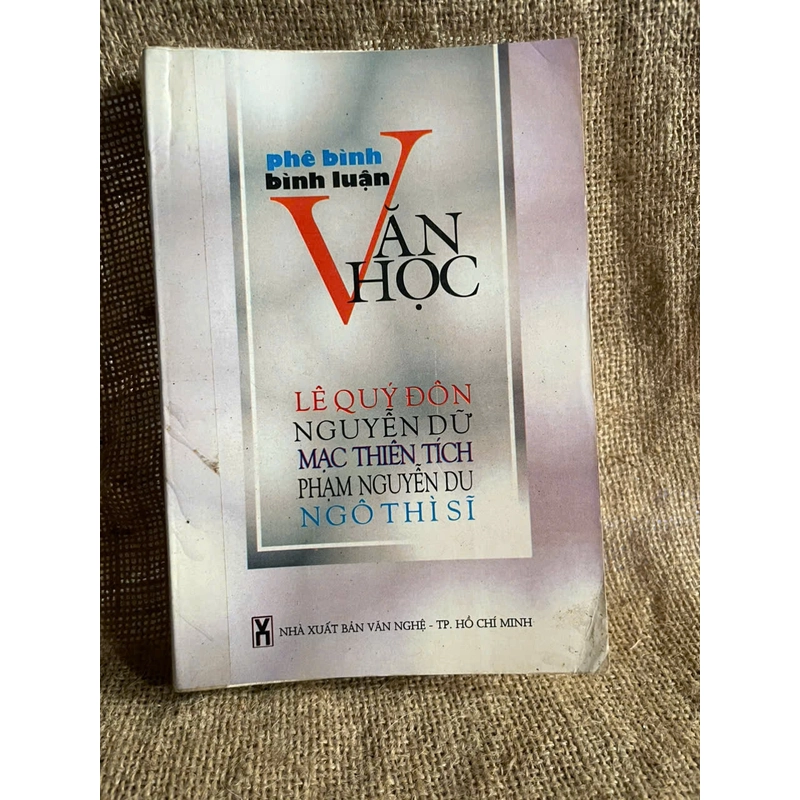 phê bình
bình luận
VĂN
HỌC
LÊ QUÝ ĐÔN
NGUYỄN DỮ
MẠC THIÊN TÍCH
PHẠM NGUYỄN DU
NGÔ THÌ SĨ
VN NHÀ XUẤT BẢN VĂN NGHỆ - TP. HỒ CHÍ MINH